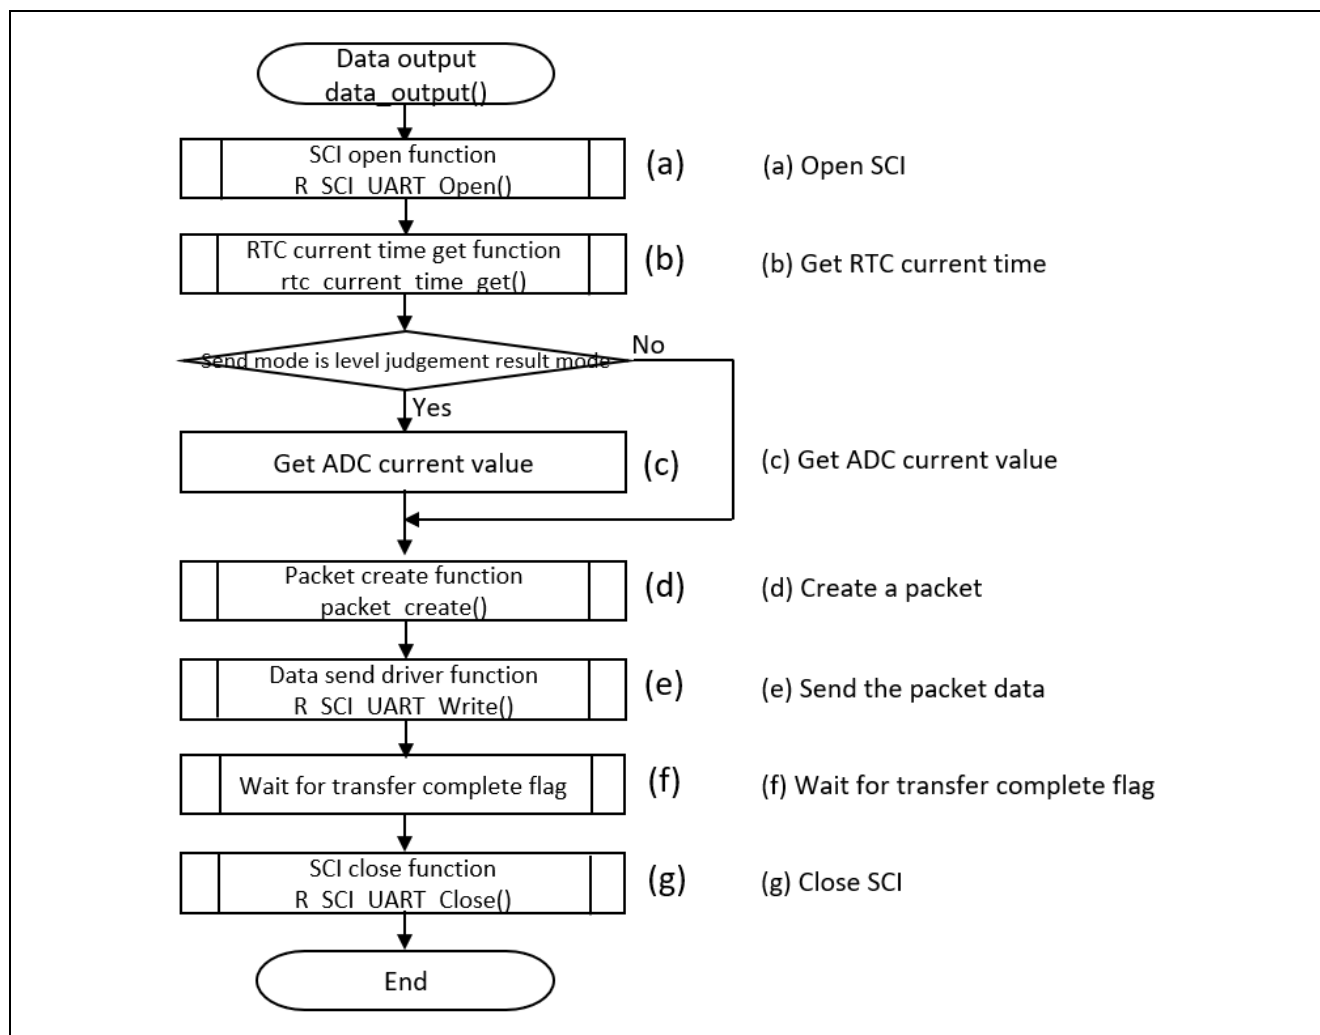 Data output
data_output()
SCI open function
R_SCI_UART_Open()
(a)
(a) Open SCI
RTC current time get function
rtc_current_time_get()
(b)
(b) Get RTC current time
Send mode is level judgement result mode
No
Yes
Get ADC current value
(c)
(c) Get ADC current value
Packet create function
packet_create()
(d)
(d) Create a packet
Data send driver function
R_SCI_UART_Write()
(e)
(e) Send the packet data
Wait for transfer complete flag
(f)
(f) Wait for transfer complete flag
SCI close function
R_SCI_UART_Close()
(g)
(g) Close SCI
End